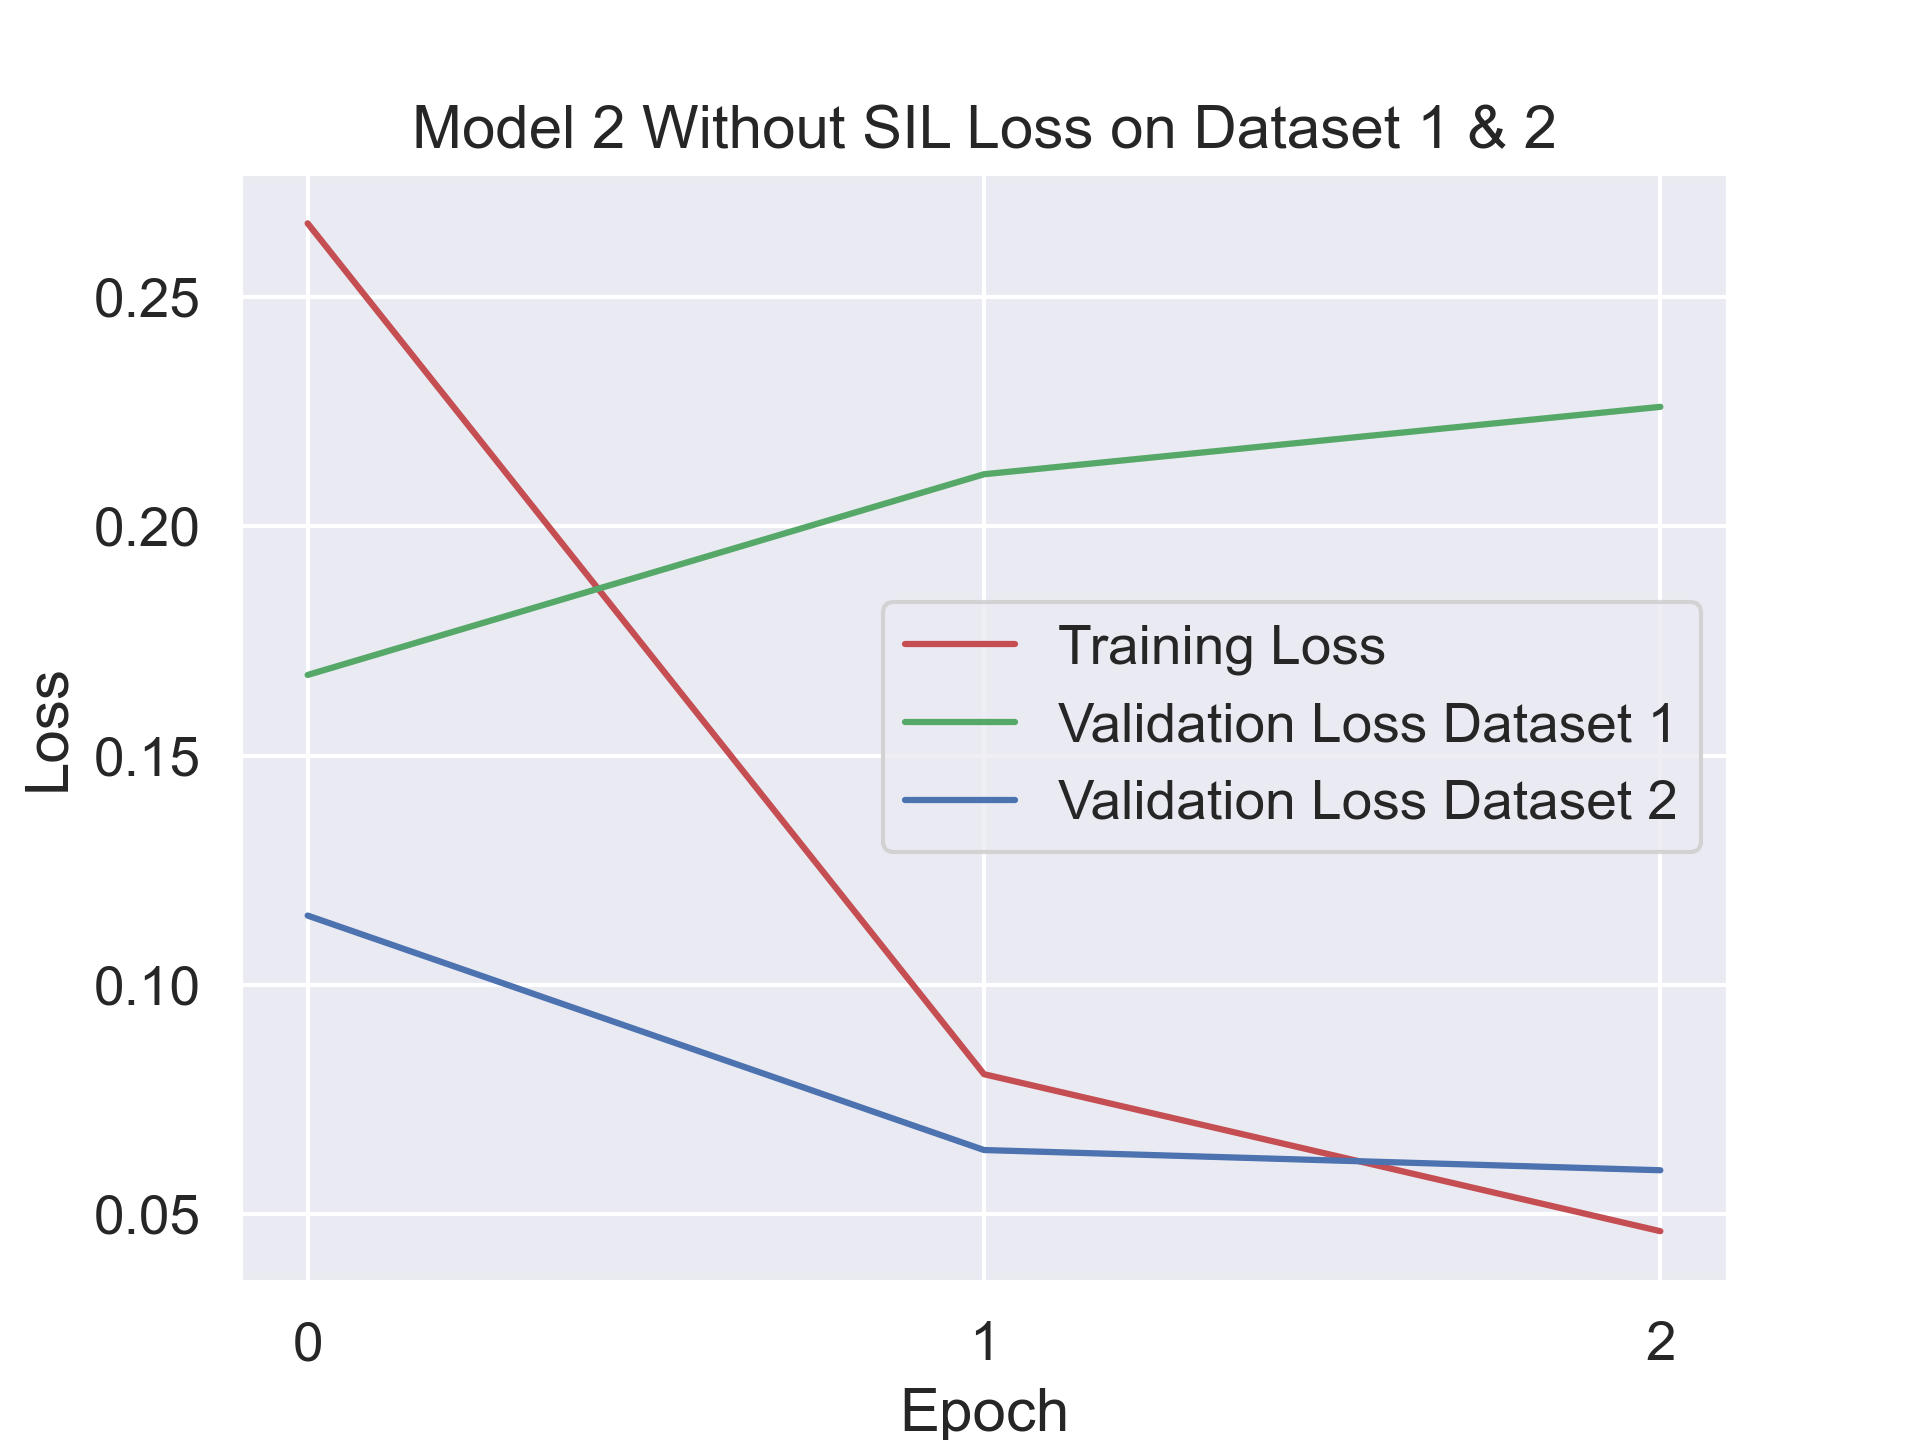 Model 2 Without SIL Loss on Dataset 1 & 2
0.25
0.20
0.15
0.10
0.05
Loss
Training Loss
Validation Loss Dataset 1
Validation Loss Dataset 2
0 1 2
Epoch